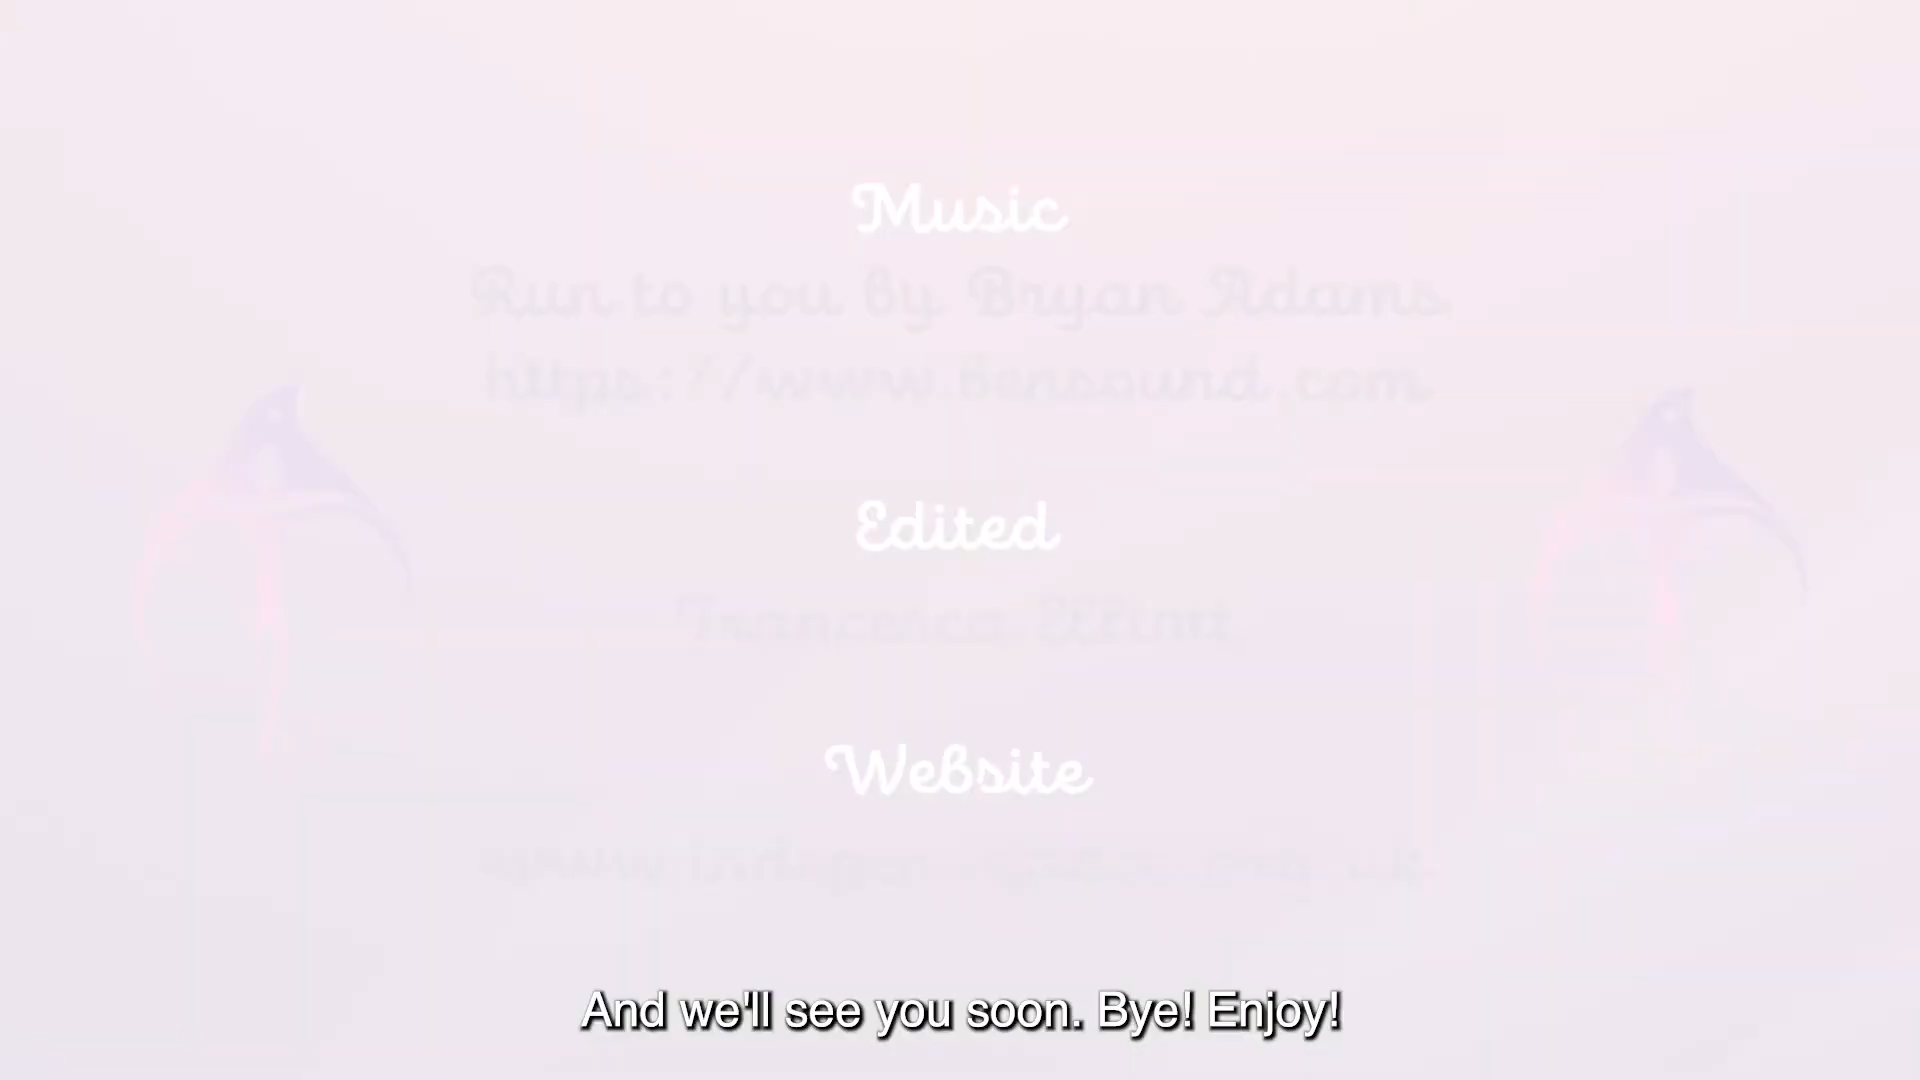 Music
Run to you by Bryan Adams
https://www.bensound.com
Edited
Francesca
Website
And we'll see you soon. Bye! Enjoy!